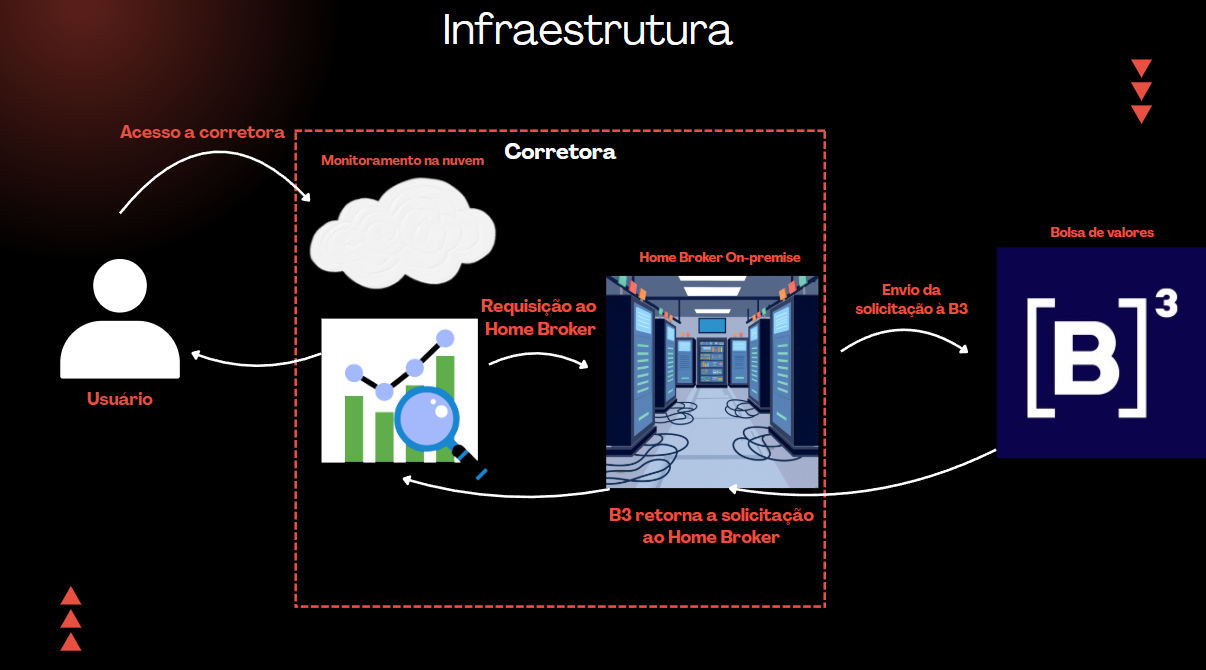 Infraestrutura
Acesso a corretora
Monitoramento na nuvem
Corretora
Bolsa de valores
Home Broker On-premise
Envio da
solicitação à B3
Requisição ao
Home Broker
[B]³
Usuário
B3 retorna a solicitação
ao Home Broker